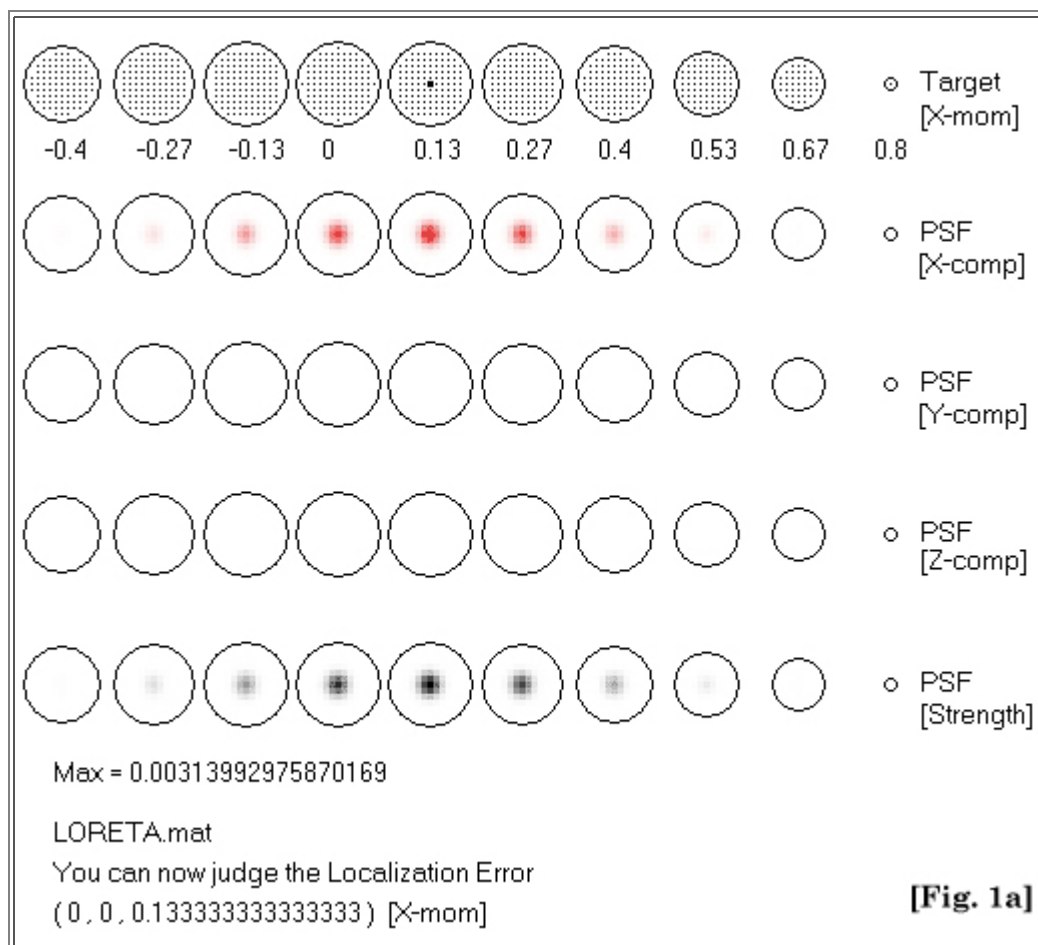 Target
[X-mom]
-0.4 -0.27 -0.13 0 0.13 0.27 0.4 0.53 0.67 0.8
PSF
[X-comp]
PSF
[Y-comp]
PSF
[Z-comp]
PSF
[Strength]
Max = 0.00313992975870169
LORETA.mat
You can now judge the Localization Error
( 0 , 0 , 0.133333333333333 ) [X-mom]
[Fig. 1a]